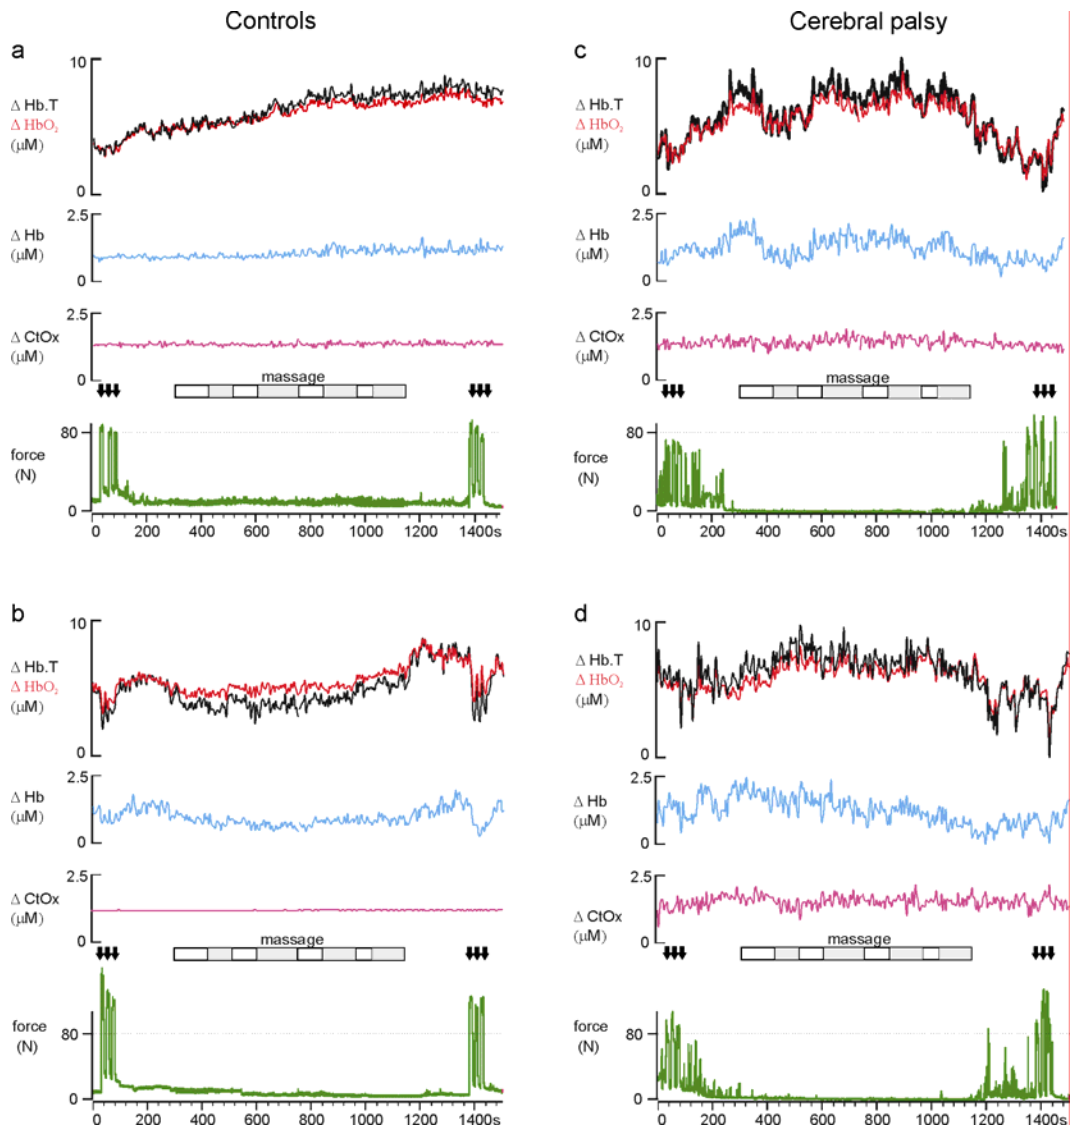 Controls
Cerebral palsy
a
10
Δ Hb.T
Δ HbO₂
(μM)
0
2.5
Δ Hb
(μM)
0
2.5
Δ CtOx
(μM)
0
massage
80
force
(N)
0
0 200 400 600 800 1000 1200 1400s
c
10
Δ Hb.T
Δ HbO₂
(μM)
0
2.5
Δ Hb
(μM)
0
2.5
Δ CtOx
(μM)
0
massage
80
force
(N)
0
0 200 400 600 800 1000 1200 1400s
b
10
Δ Hb.T
Δ HbO₂
(μM)
0
2.5
Δ Hb
(μM)
0
2.5
Δ CtOx
(μM)
0
massage
80
force
(N)
0
0 200 400 600 800 1000 1200 1400s
d
10
Δ Hb.T
Δ HbO₂
(μM)
0
2.5
Δ Hb
(μM)
0
2.5
Δ CtOx
(μM)
0
massage
80
force
(N)
0
0 200 400 600 800 1000 1200 1400s